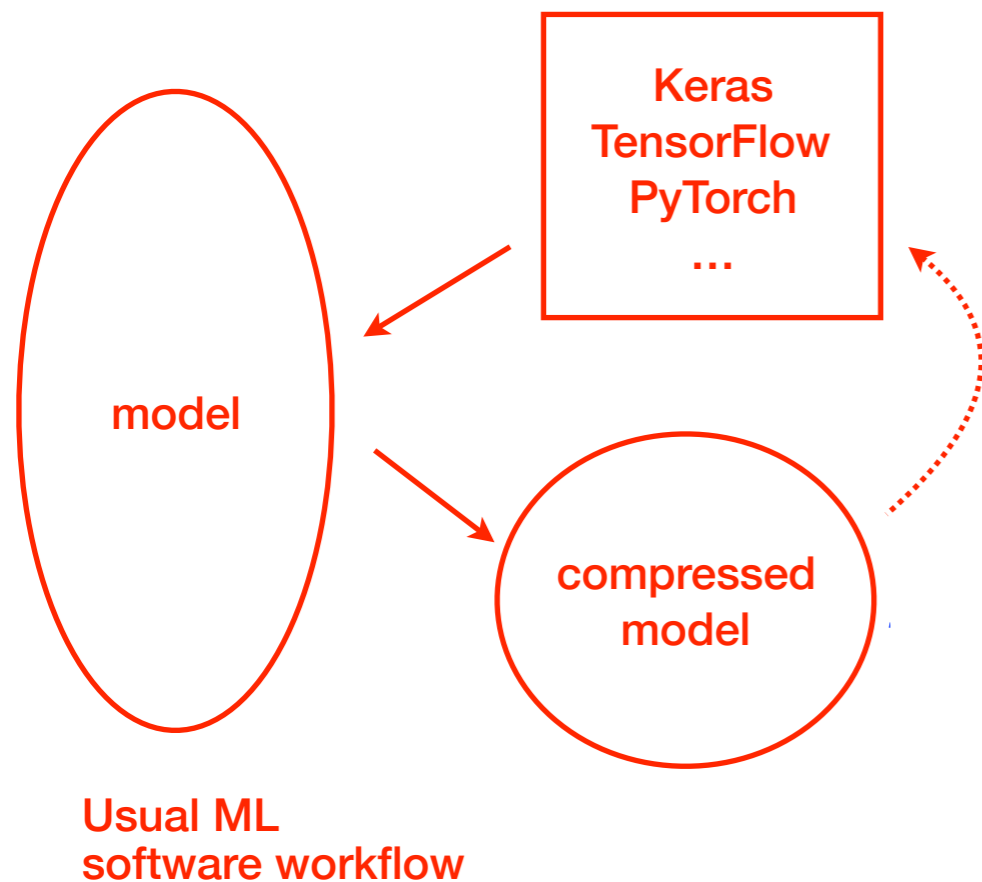 Keras
TensorFlow
PyTorch
...
model
compressed
model
Usual ML
software workflow